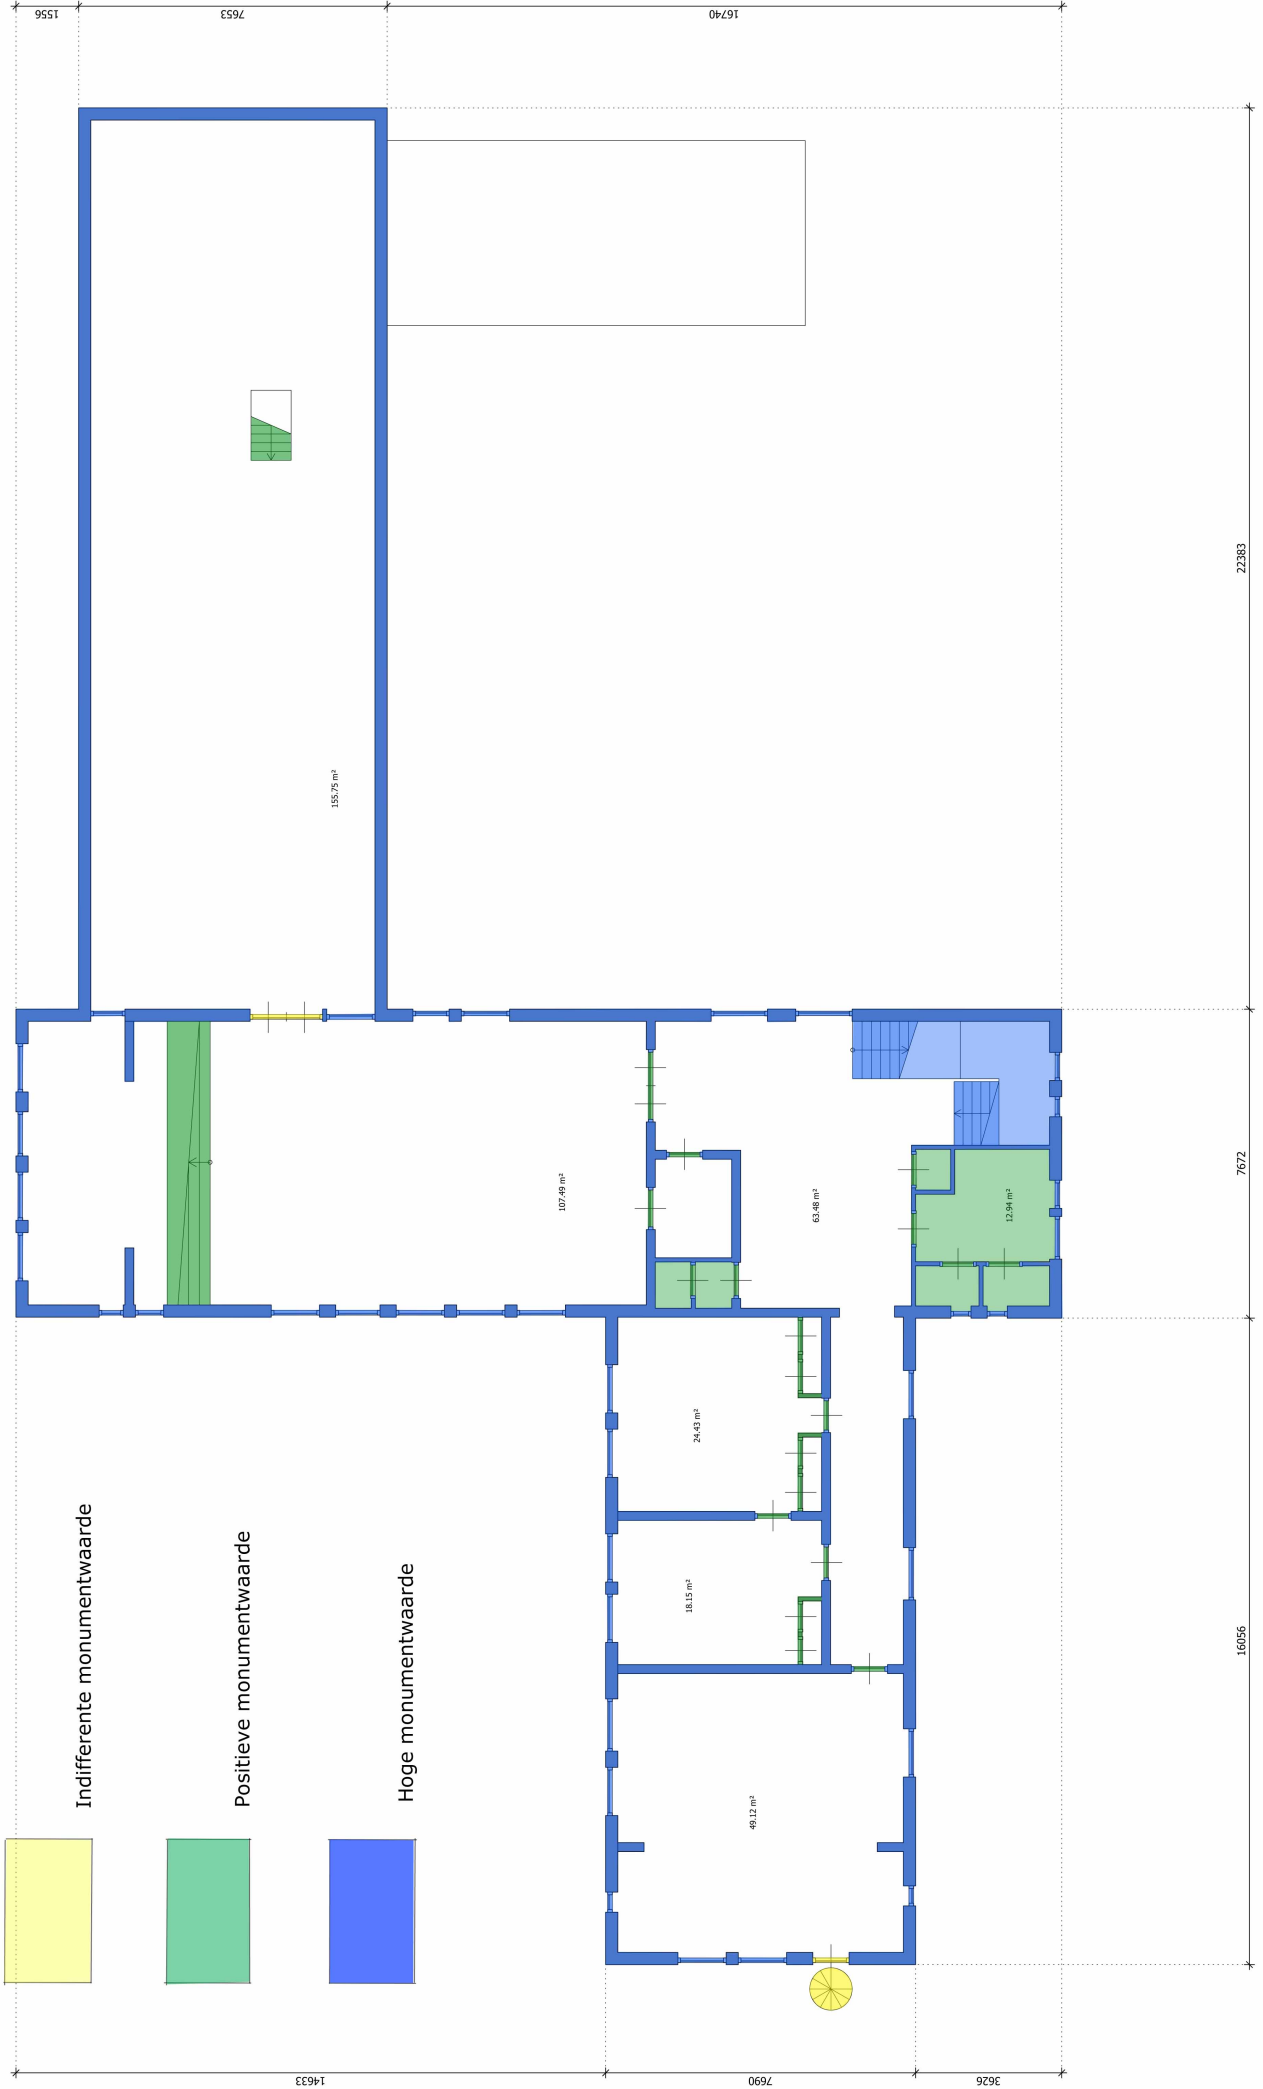 1556
7653
16740
22383
155.75 m²
7672
107.49 m²
63.48 m²
12.94 m²
24.43 m²
18.15 m²
16056
49.12 m²
Indifferente monumentwaarde
Positieve monumentwaarde
Hoge monumentwaarde
14633
7690
3626